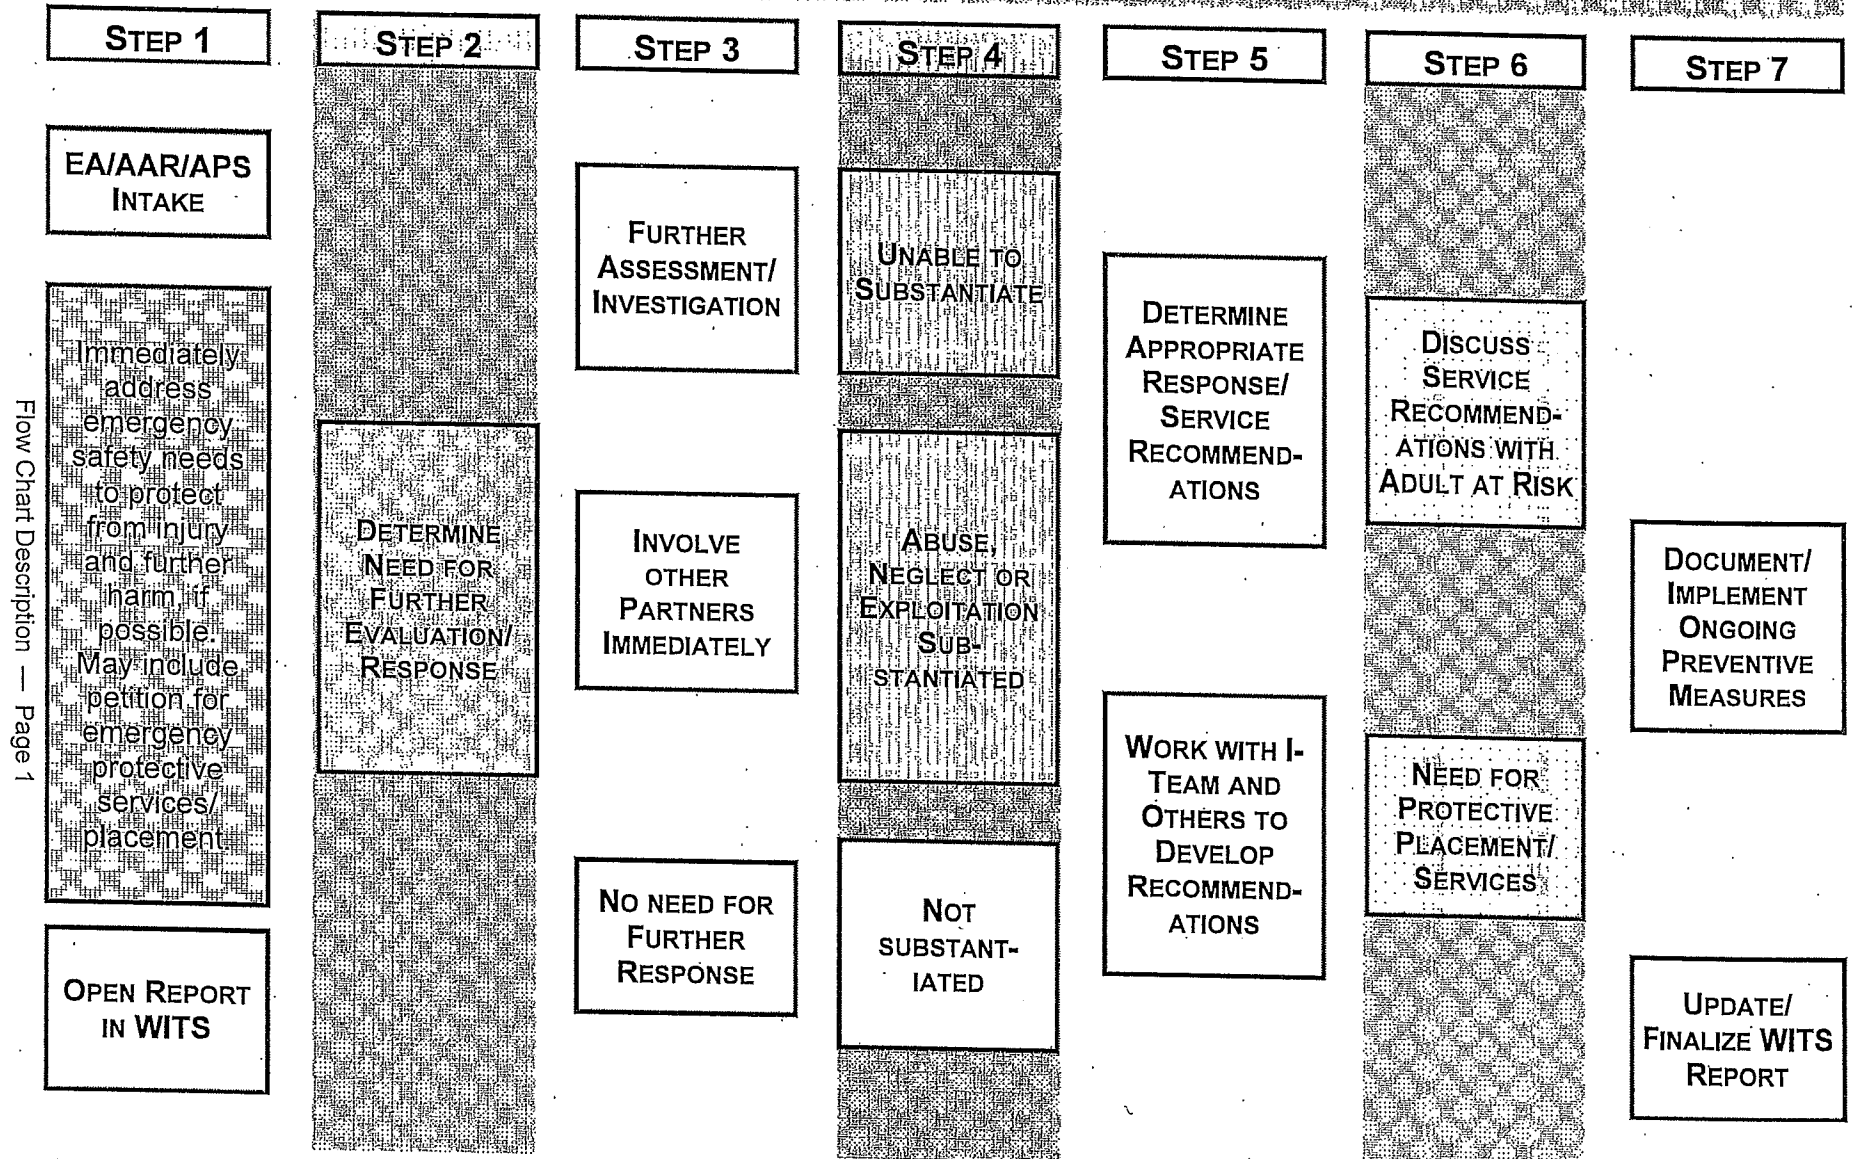 STEP 1
EA/AAR/APS
INTAKE
Immediately
address
emergency
safety needs
to protect
from injury
and further
harm, if
possible.
May include
petition for
emergency
protective
services/
placement.
OPEN REPORT
IN WITS
STEP 2
DETERMINE
NEED FOR
FURTHER
EVALUATION/
RESPONSE
STEP 3
FURTHER
ASSESSMENT/
INVESTIGATION
INVOLVE
OTHER
PARTNERS
IMMEDIATELY
NO NEED FOR
FURTHER
RESPONSE
STEP 4
UNABLE TO
SUBSTANTIATE
ABUSE,
NEGLECT OR
EXPLOITATION
SUB-
STANTIATED
NOT
SUBSTANT-
IATED
STEP 5
DETERMINE
APPROPRIATE
RESPONSE/
SERVICE
RECOMMEND-
ATIONS
WORK WITH I-
TEAM AND
OTHERS TO
DEVELOP
RECOMMEND-
ATIONS
STEP 6
DISCUSS
SERVICE
RECOMMEND-
ATIONS WITH
ADULT AT RISK
NEED FOR
PROTECTIVE
PLACEMENT/
SERVICES
STEP 7
DOCUMENT/
IMPLEMENT
ONGOING
PREVENTIVE
MEASURES
UPDATE/
FINALIZE WITS
REPORT
Flow Chart Description — Page 1